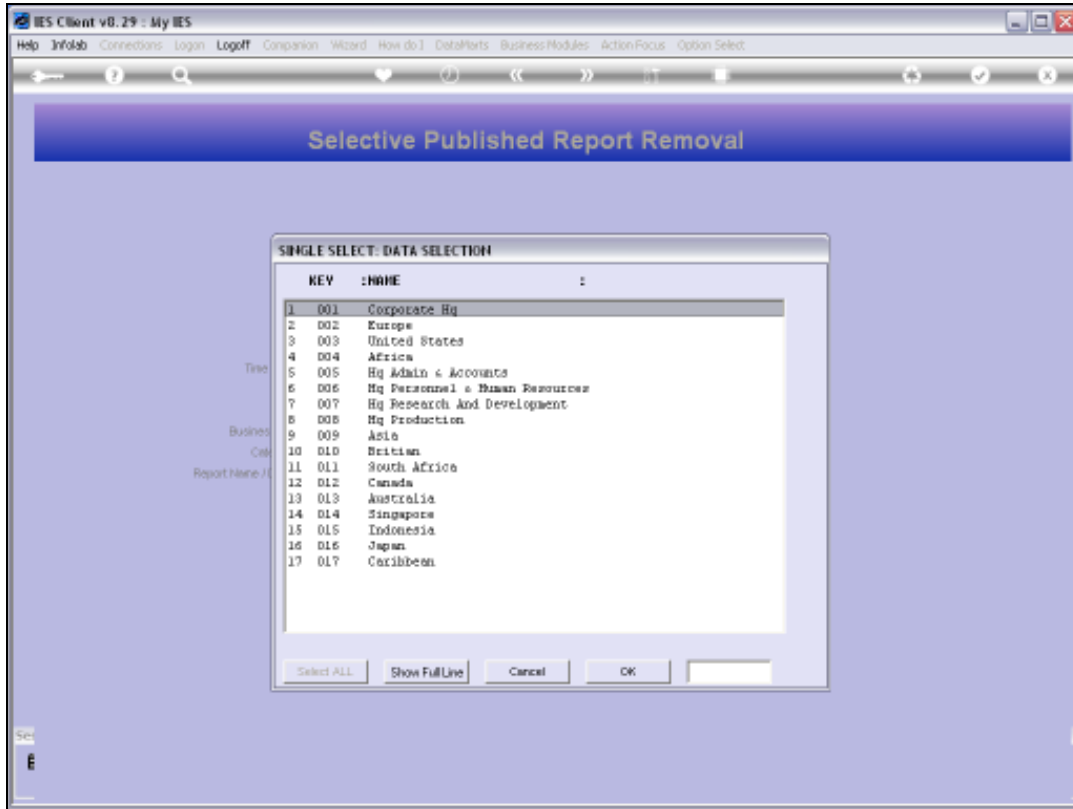 IES Client v8.29 : My IES
Help Infolab Connections Logon Logoff Companion Wizard How do I DataMarts Business Modules Action Focus Option Select
Selective Published Report Removal
SINGLE SELECT: DATA SELECTION
KEY :NAME :
1 001 Corporate Hq
2 002 Europe
3 003 United States
4 004 Africa
5 005 Hq Admin & Accounts
6 006 Hq Personnel & Human Resources
7 007 Hq Research And Development
8 008 Hq Production
9 009 Asia
10 010 Britian
11 011 South Africa
12 012 Canada
13 013 Australia
14 014 Singapore
15 015 Indonesia
16 016 Japan
17 017 Caribbean
Time
Busines
Report Name /
Select ALL Show Full Line Cancel OK